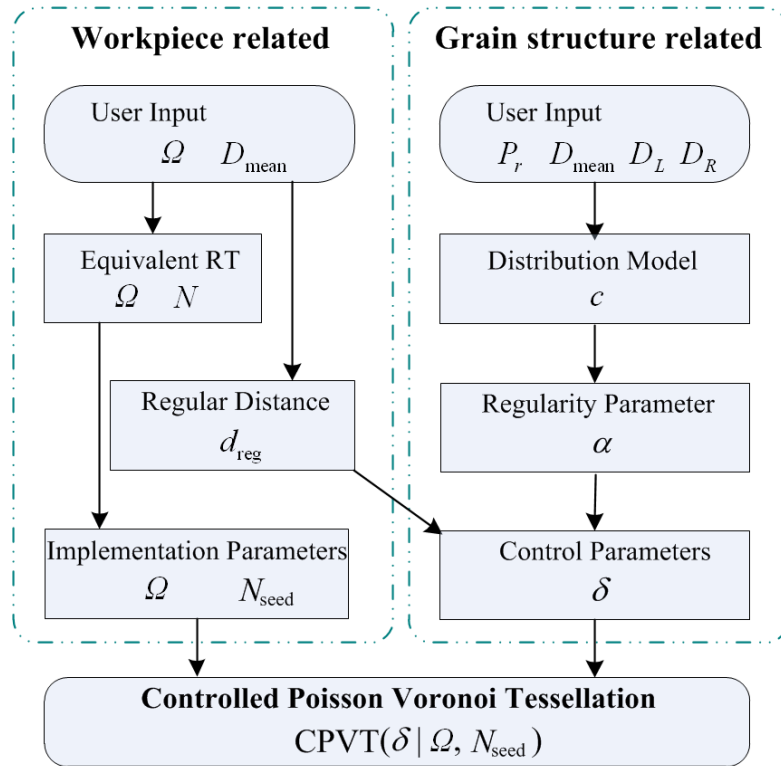 Workpiece related
Grain structure related
User Input
Ω D_mean
User Input
P_r D_mean D_L D_R
Equivalent RT
Ω N
Distribution Model
c
Regular Distance
d_reg
Regularity Parameter
α
Implementation Parameters
Ω N_seed
Control Parameters
δ
Controlled Poisson Voronoi Tessellation
CPVT(δ | Ω, N_seed)